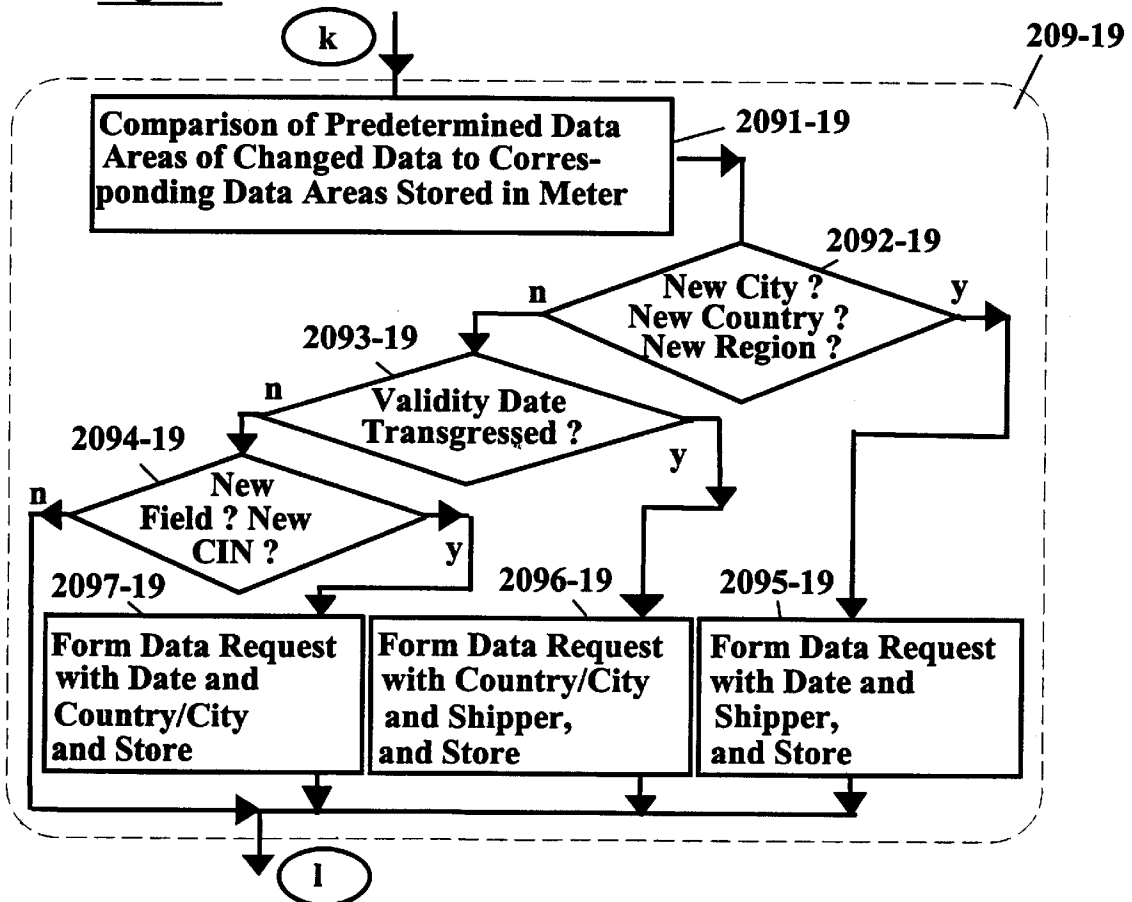 k
209-19
Comparison of Predetermined Data
Areas of Changed Data to Corres-
ponding Data Areas Stored in Meter
2091-19
2092-19
New City ?
New Country ?
New Region ?
n
y
2093-19
Validity Date
Transgressed ?
n
y
2094-19
New
Field ? New
CIN ?
n
y
2097-19
Form Data Request
with Date and
Country/City
and Store
2096-19
Form Data Request
with Country/City
and Shipper,
and Store
2095-19
Form Data Request
with Date and
Shipper,
and Store
l